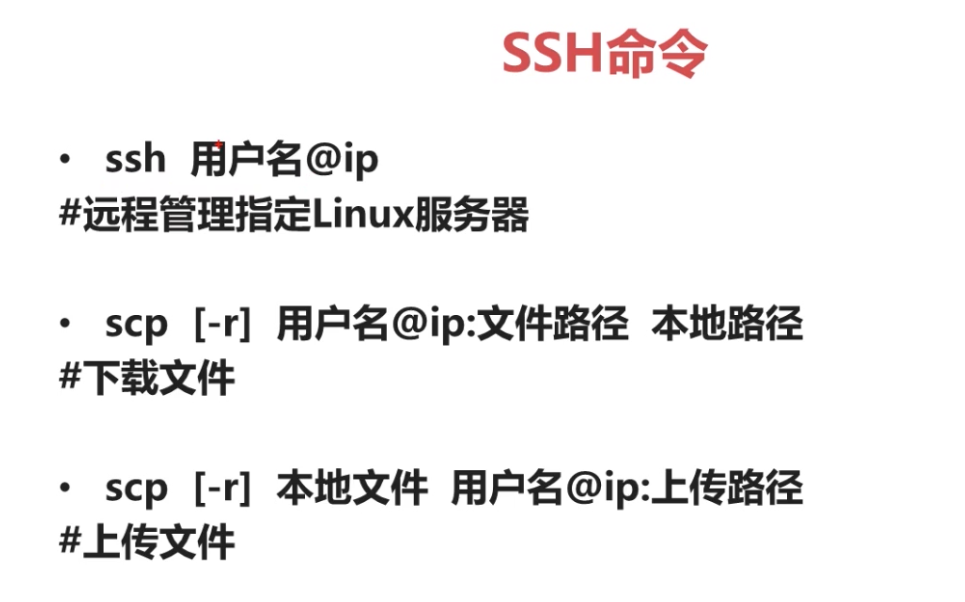 SSH命令
• ssh 用户名@ip
#远程管理指定Linux服务器
• scp [-r] 用户名@ip:文件路径 本地路径
#下载文件
• scp [-r] 本地文件 用户名@ip:上传路径
#上传文件